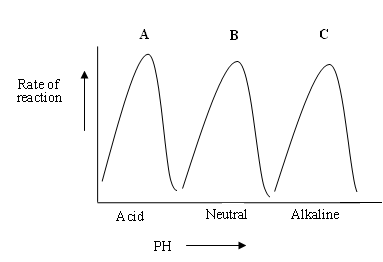 A B C
Rate of
reaction
Acid Neutral Alkaline
PH